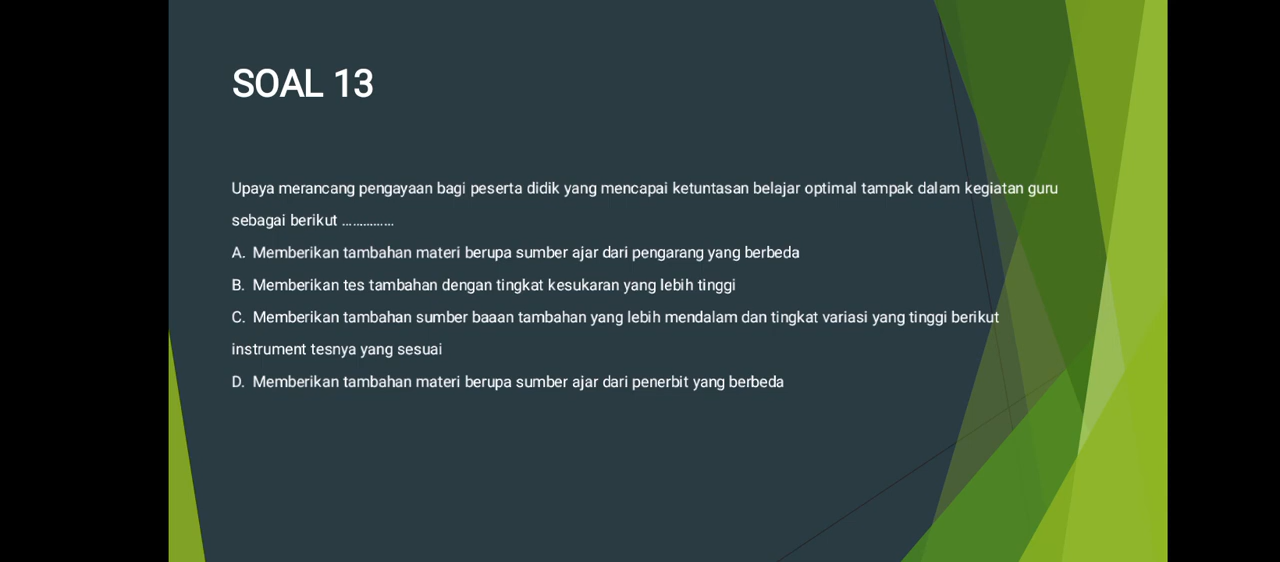 SOAL 13
Upaya merancang pengayaan bagi peserta didik yang mencapai ketuntasan belajar optimal tampak dalam kegiatan guru
sebagai berikut ..............
A. Memberikan tambahan materi berupa sumber ajar dari pengarang yang berbeda
B. Memberikan tes tambahan dengan tingkat kesukaran yang lebih tinggi
C. Memberikan tambahan sumber baaan tambahan yang lebih mendalam dan tingkat variasi yang tinggi berikut
instrument tesnya yang sesuai
D. Memberikan tambahan materi berupa sumber ajar dari penerbit yang berbeda